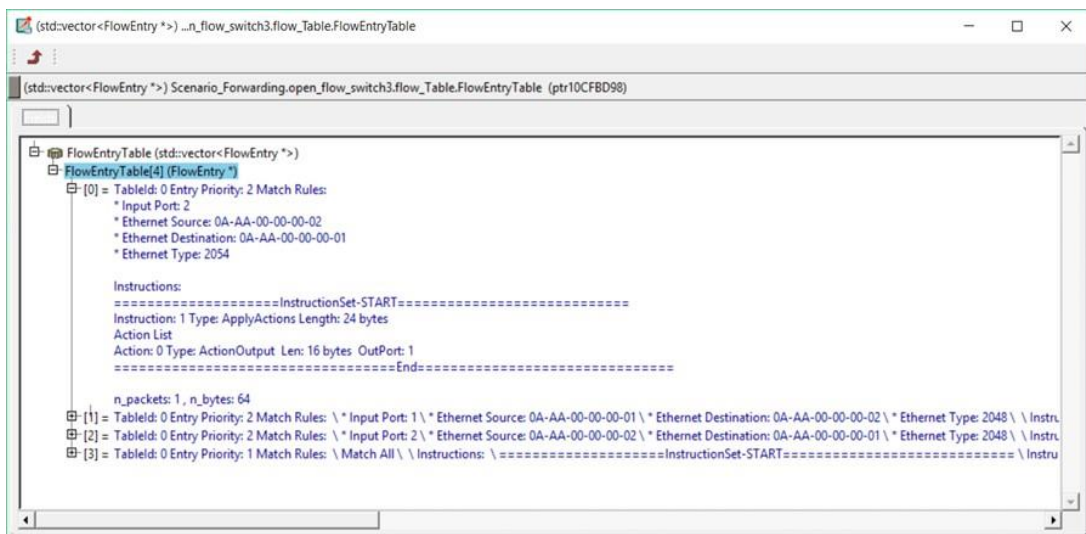 (std::vector<FlowEntry *>) ...n_flow_switch3.flow_Table.FlowEntryTable
(std::vector<FlowEntry *>) Scenario_Forwarding.open_flow_switch3.flow_Table.FlowEntryTable (ptr10CFBD98)
FlowEntryTable (std::vector<FlowEntry *>)
FlowEntryTable[4] (FlowEntry *)
[0] = TableId: 0 Entry Priority: 2 Match Rules:
* Input Port: 2
* Ethernet Source: 0A-AA-00-00-00-02
* Ethernet Destination: 0A-AA-00-00-00-01
* Ethernet Type: 2054
Instructions:
====================InstructionSet-START============================
Instruction: 1 Type: ApplyActions Length: 24 bytes
Action List
Action: 0 Type: ActionOutput Len: 16 bytes OutPort: 1
==================================End===============================
n_packets: 1 , n_bytes: 64
[1] = TableId: 0 Entry Priority: 2 Match Rules: \ * Input Port: 1 \ * Ethernet Source: 0A-AA-00-00-00-01 \ * Ethernet Destination: 0A-AA-00-00-00-02 \ * Ethernet Type: 2048 \ \ Instru
[2] = TableId: 0 Entry Priority: 2 Match Rules: \ * Input Port: 2 \ * Ethernet Source: 0A-AA-00-00-00-02 \ * Ethernet Destination: 0A-AA-00-00-00-01 \ * Ethernet Type: 2048 \ \ Instru
[3] = TableId: 0 Entry Priority: 1 Match Rules: \ Match All \ \ Instructions: \ ====================InstructionSet-START============================ \ Instru